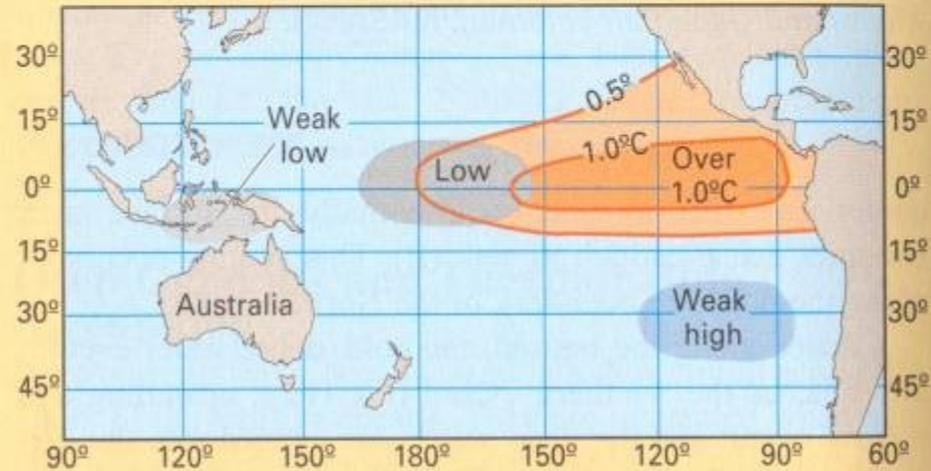 30º
30º
0.5º
15º
Weak
low
15º
1.0ºC
Over
1.0ºC
Low
0º
0º
15º
15º
Australia
Weak
high
30º
30º
45º
45º
90º
120º
150º
180º
150º
120º
90º
60º